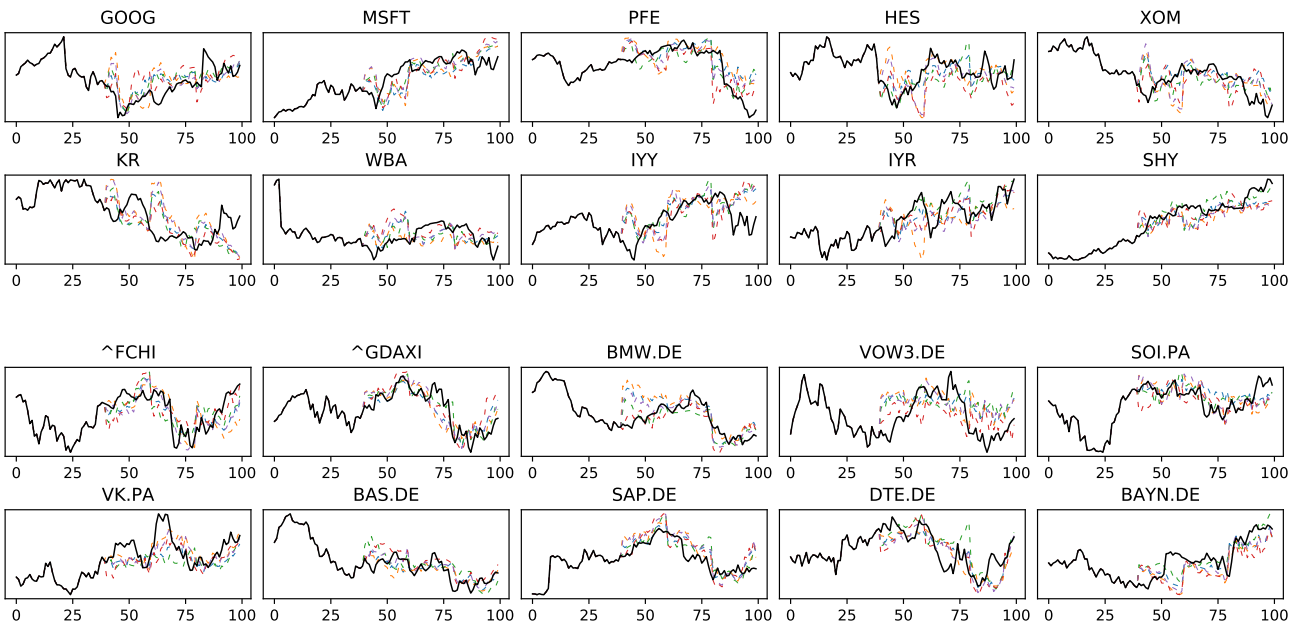 GOOG MSFT PFE HES XOM
0 25 50 75 100 0 25 50 75 100 0 25 50 75 100 0 25 50 75 100 0 25 50 75 100
KR WBA IYY IYR SHY
0 25 50 75 100 0 25 50 75 100 0 25 50 75 100 0 25 50 75 100 0 25 50 75 100
^FCHI ^GDAXI BMW.DE VOW3.DE SOI.PA
0 25 50 75 100 0 25 50 75 100 0 25 50 75 100 0 25 50 75 100 0 25 50 75 100
VK.PA BAS.DE SAP.DE DTE.DE BAYN.DE
0 25 50 75 100 0 25 50 75 100 0 25 50 75 100 0 25 50 75 100 0 25 50 75 100